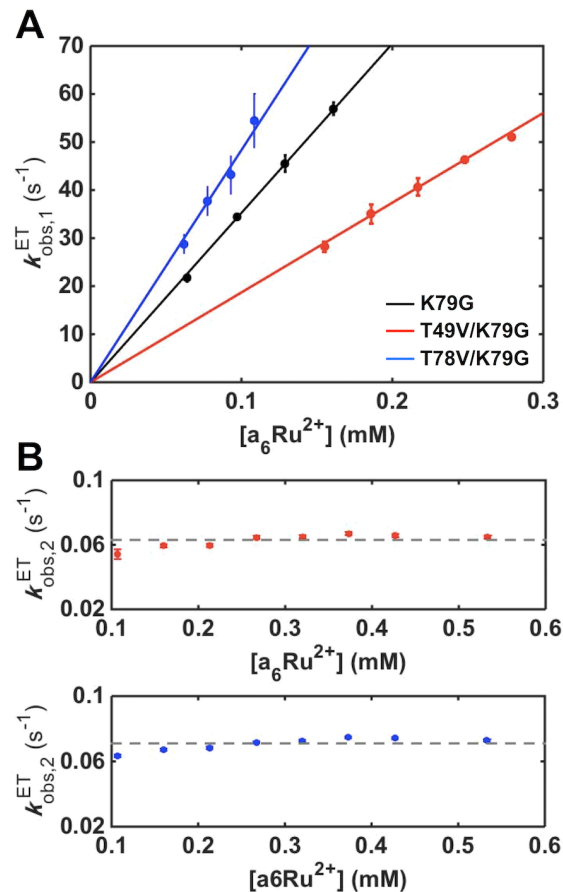 A
70
60
50
40
30
20
10
0
k^ET_obs,1 (s⁻¹)
K79G
T49V/K79G
T78V/K79G
0 0.1 0.2 0.3
[a₆Ru²⁺] (mM)
B
0.1
0.06
0.02
k^ET_obs,2 (s⁻¹)
0.1 0.2 0.3 0.4 0.5 0.6
[a₆Ru²⁺] (mM)
0.1
0.06
0.02
k^ET_obs,2 (s⁻¹)
0.1 0.2 0.3 0.4 0.5 0.6
[a6Ru²⁺] (mM)